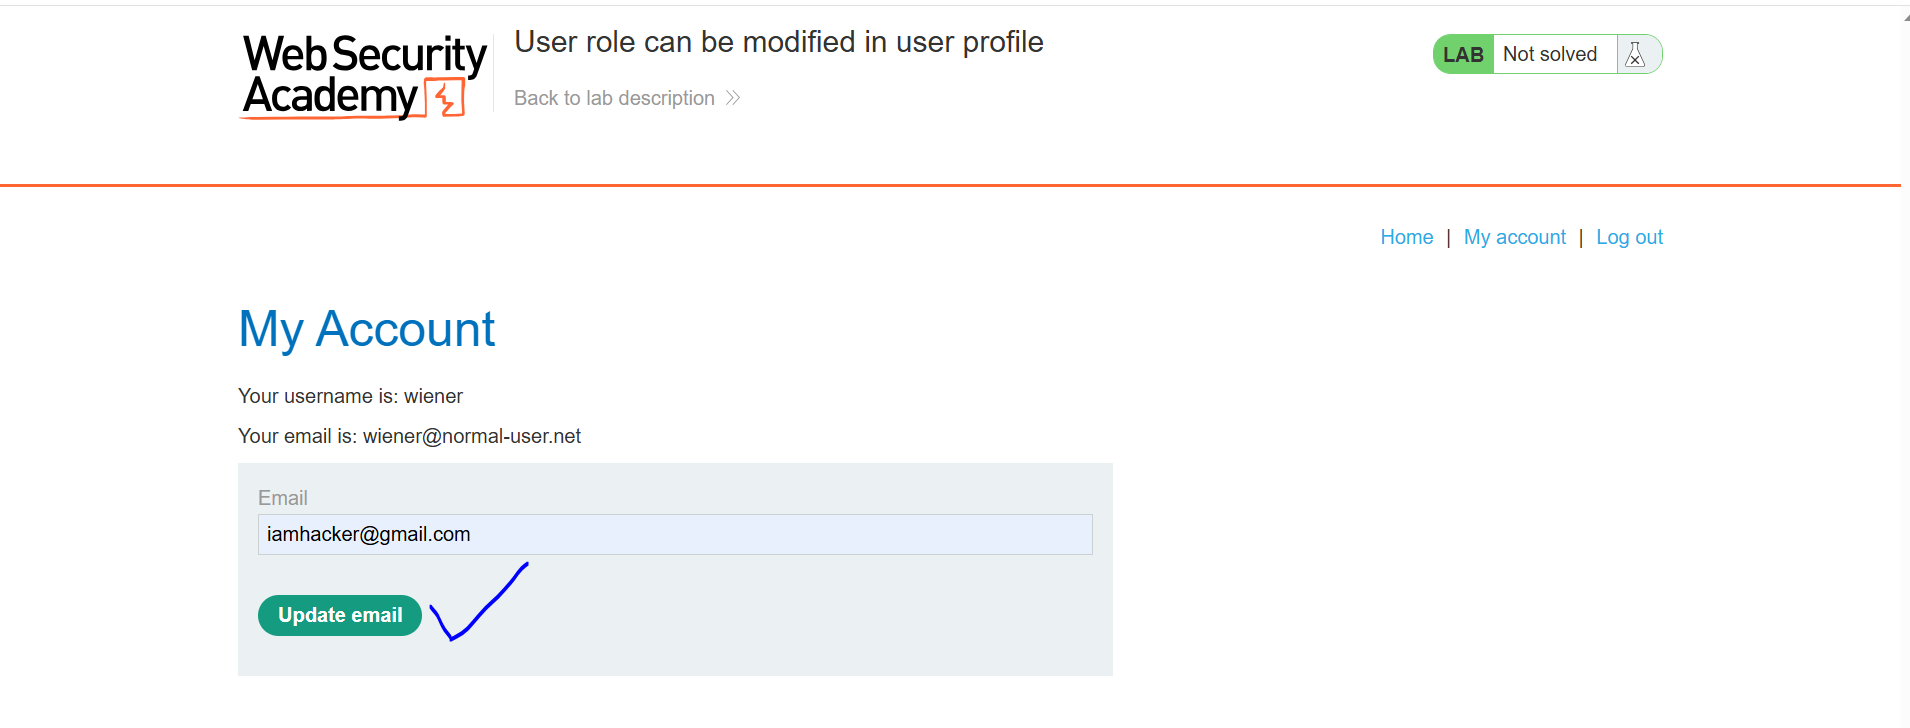 Web Security
Academy
User role can be modified in user profile
Back to lab description
LAB Not solved
Home | My account | Log out
My Account
Your username is: wiener
Your email is: wiener@normal-user.net
Email
iamhacker@gmail.com
Update email